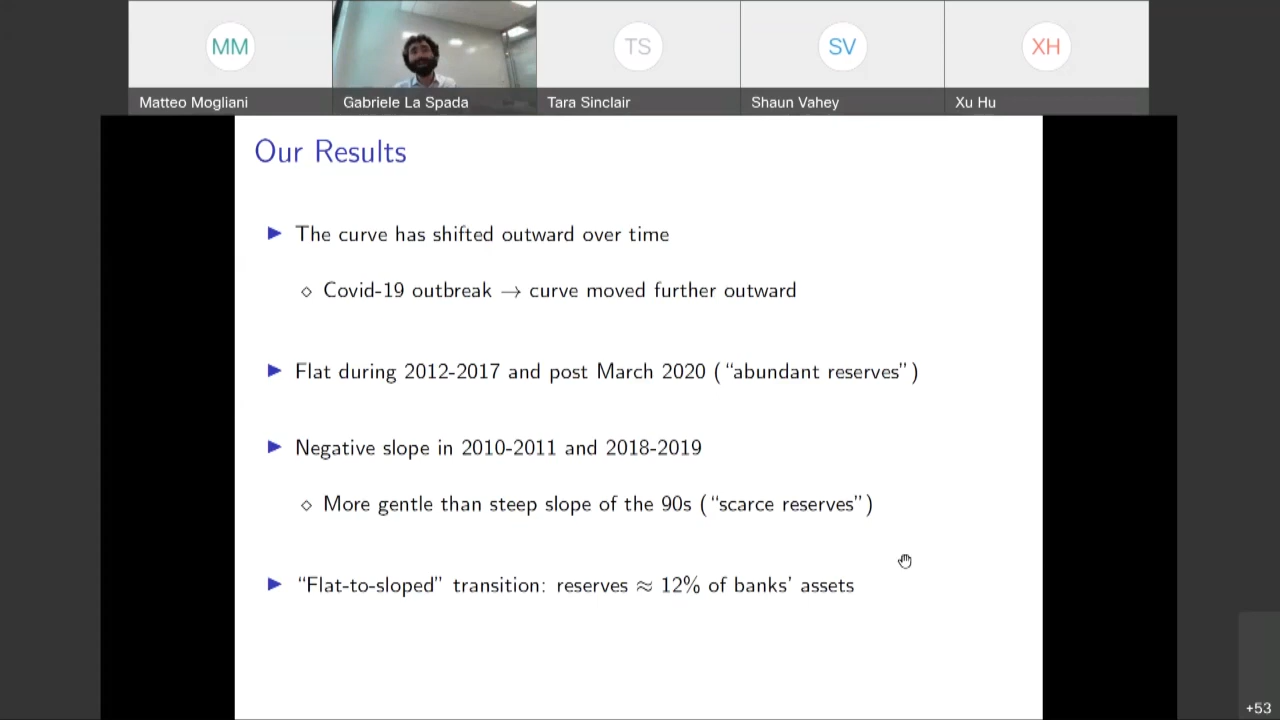 MM
TS
SV
XH
Matteo Mogliani
Gabriele La Spada
Tara Sinclair
Shaun Vahey
Xu Hu
Our Results
The curve has shifted outward over time
Covid-19 outbreak → curve moved further outward
Flat during 2012-2017 and post March 2020 (“abundant reserves”)
Negative slope in 2010-2011 and 2018-2019
More gentle than steep slope of the 90s (“scarce reserves”)
“Flat-to-sloped” transition: reserves ≈ 12% of banks’ assets
+53